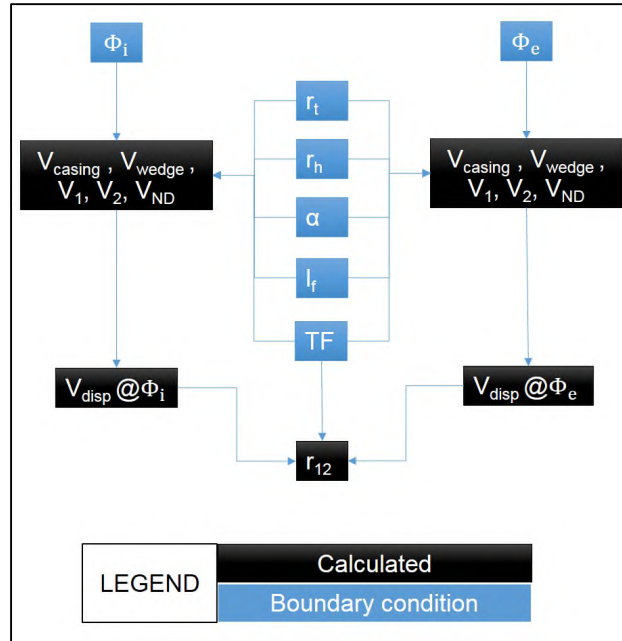 Φi
Φe
rt
rh
α
lf
TF
Vcasing , Vwedge ,
V1, V2, VND
Vcasing , Vwedge ,
V1, V2, VND
Vdisp @Φi
Vdisp @Φe
r12
LEGEND
Calculated
Boundary condition